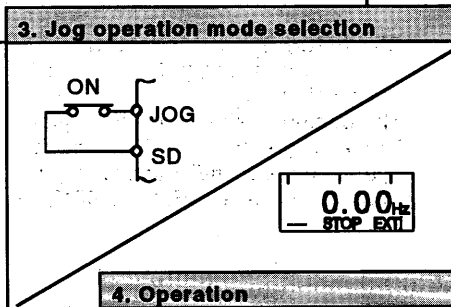 3. Jog operation mode selection
ON
JOG
SD
0.00Hz
STOP EXT
4. Operation